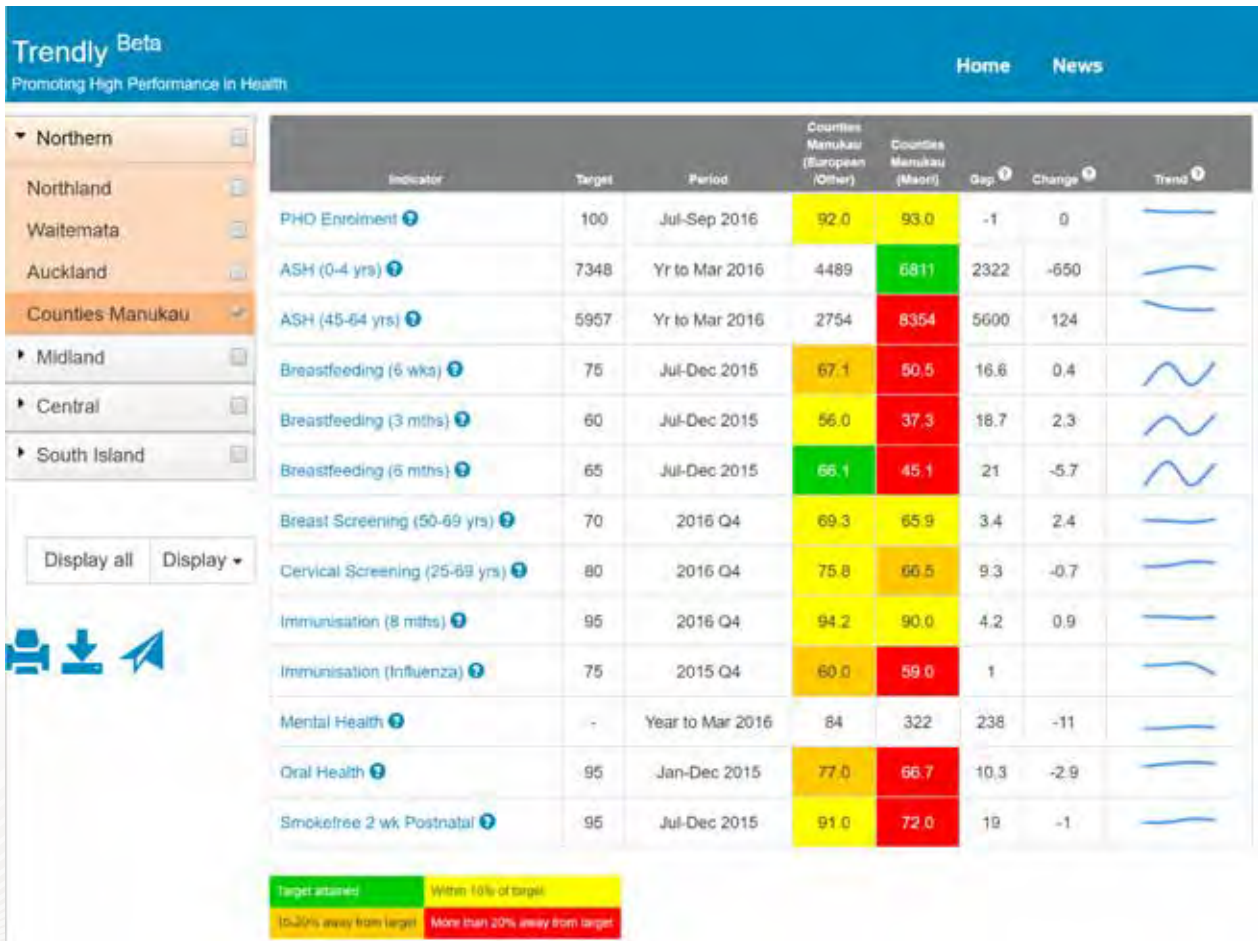 Trendly Beta
Promoting High Performance in Health
Home News
Northern
Northland
Waitemata
Auckland
Counties Manukau
Midland
Central
South Island
Display all Display
Indicator Target Period Counties Manukau (European /Other) Counties Manukau (Maori) Gap ? Change ? Trend ?
PHO Enrolment ? 100 Jul-Sep 2016 92.0 93.0 -1 0
ASH (0-4 yrs) ? 7348 Yr to Mar 2016 4489 6811 2322 -650
ASH (45-64 yrs) ? 5957 Yr to Mar 2016 2754 8354 5600 124
Breastfeeding (6 wks) ? 75 Jul-Dec 2015 67.1 50.5 16.6 0.4
Breastfeeding (3 mths) ? 60 Jul-Dec 2015 56.0 37.3 18.7 2.3
Breastfeeding (6 mths) ? 65 Jul-Dec 2015 66.1 45.1 21 -5.7
Breast Screening (50-69 yrs) ? 70 2016 Q4 69.3 65.9 3.4 2.4
Cervical Screening (25-69 yrs) ? 80 2016 Q4 75.8 66.5 9.3 -0.7
Immunisation (8 mths) ? 95 2016 Q4 94.2 90.0 4.2 0.9
Immunisation (Influenza) ? 75 2015 Q4 60.0 59.0 1
Mental Health ? - Year to Mar 2016 84 322 238 -11
Oral Health ? 95 Jan-Dec 2015 77.0 66.7 10.3 -2.9
Smokefree 2 wk Postnatal ? 95 Jul-Dec 2015 91.0 72.0 19 -1
Target attained Within 10% of target
10-20% away from target More than 20% away from target